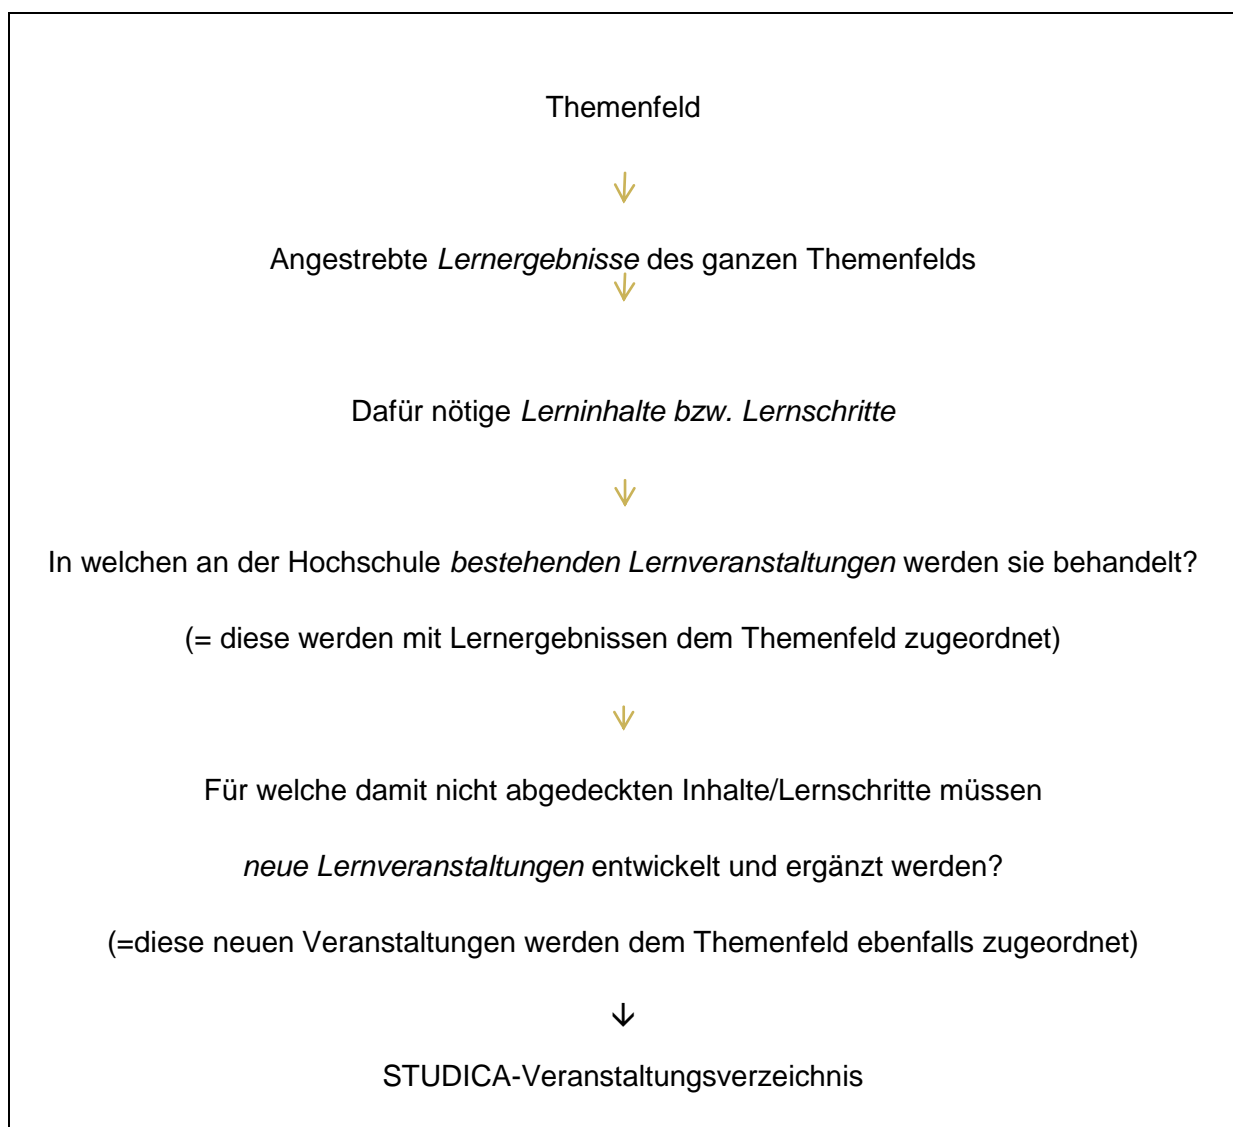 Themenfeld
Angestrebte Lernergebnisse des ganzen Themenfelds
Dafür nötige Lerninhalte bzw. Lernschritte
In welchen an der Hochschule bestehenden Lernveranstaltungen werden sie behandelt?
(= diese werden mit Lernergebnissen dem Themenfeld zugeordnet)
Für welche damit nicht abgedeckten Inhalte/Lernschritte müssen
neue Lernveranstaltungen entwickelt und ergänzt werden?
(=diese neuen Veranstaltungen werden dem Themenfeld ebenfalls zugeordnet)
STUDICA-Veranstaltungsverzeichnis